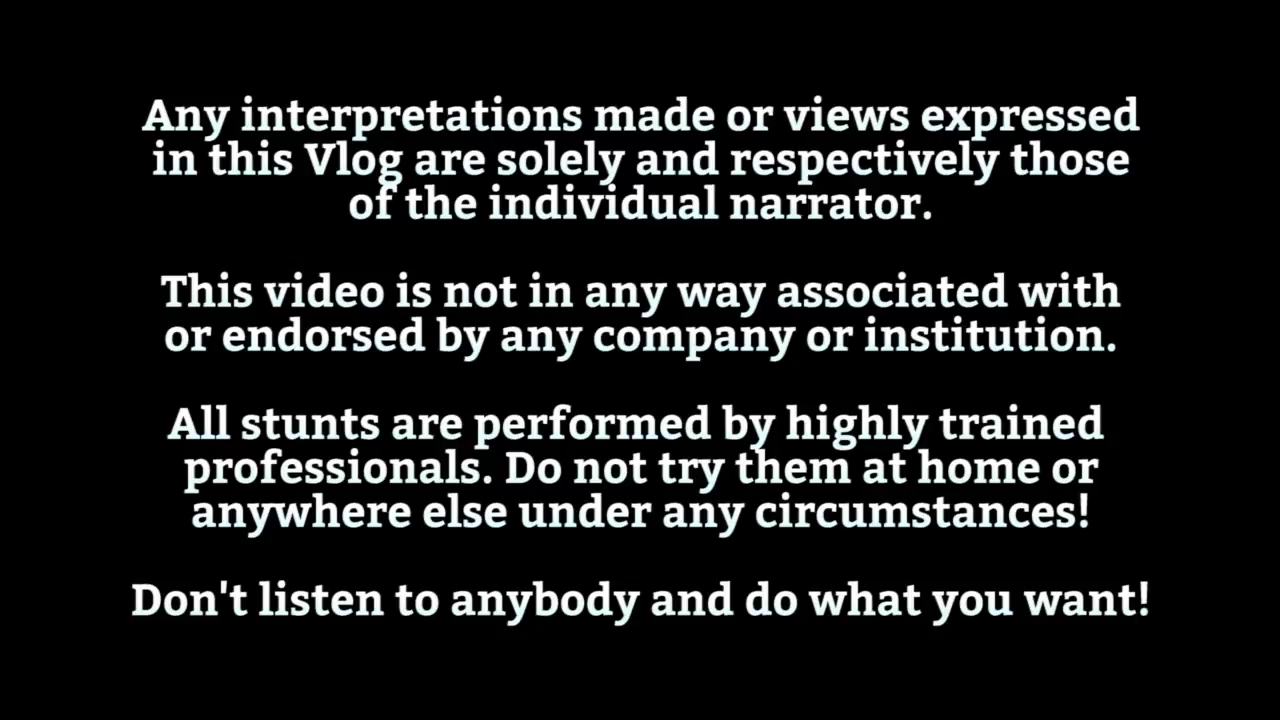 Any interpretations made or views expressed
in this Vlog are solely and respectively those
of the individual narrator.
This video is not in any way associated with
or endorsed by any company or institution.
All stunts are performed by highly trained
professionals. Do not try them at home or
anywhere else under any circumstances!
Don't listen to anybody and do what you want!